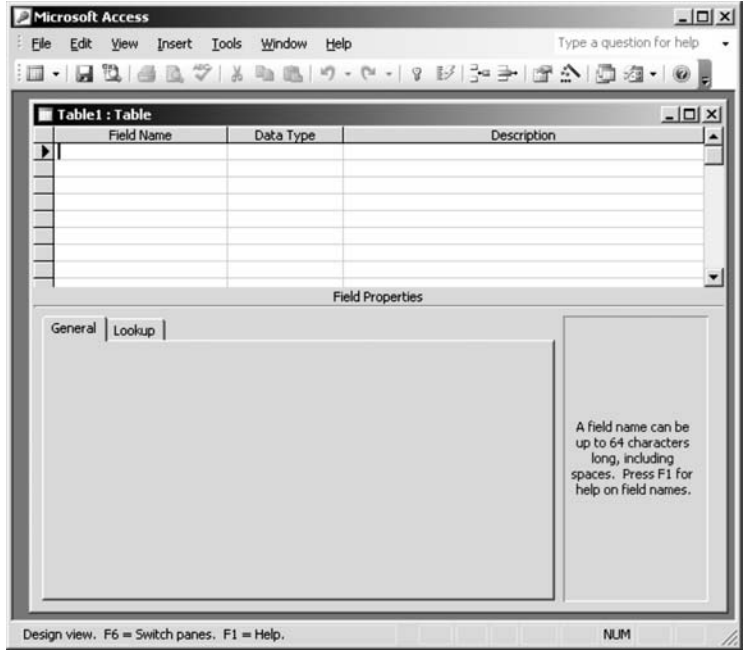 Microsoft Access
File Edit View Insert Tools Window Help Type a question for help
Table1 : Table
Field Name Data Type Description
Field Properties
General Lookup
A field name can be
up to 64 characters
long, including
spaces. Press F1 for
help on field names.
Design view. F6 = Switch panes. F1 = Help. NUM